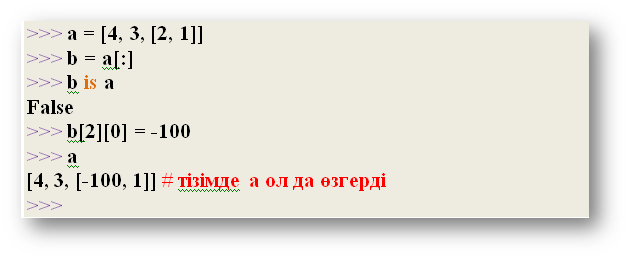 >>> a = [4, 3, [2, 1]]
>>> b = a[:]
>>> b is a
False
>>> b[2][0] = -100
>>> a
[4, 3, [-100, 1]] # тізімде  a ол да өзгерді
>>>